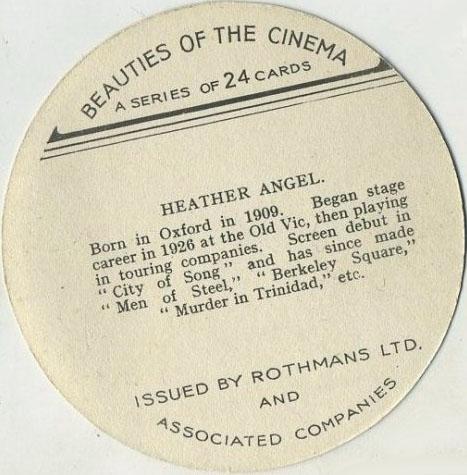 BEAUTIES OF THE CINEMA
A SERIES OF 24 CARDS
HEATHER ANGEL.
Born in Oxford in 1909. Began stage
career in 1926 at the Old Vic, then playing
in touring companies. Screen debut in
"City of Song," and has since made
"Men of Steel," "Berkeley Square,"
"Murder in Trinidad," etc.
ISSUED BY ROTHMANS LTD.
AND
ASSOCIATED COMPANIES